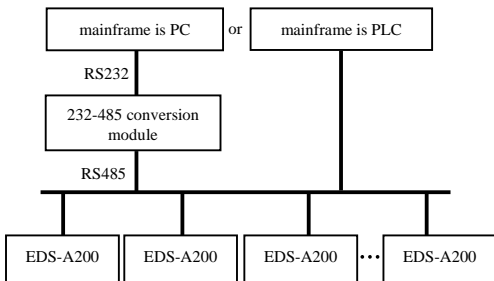 mainframe is PC or mainframe is PLC
RS232
232-485 conversion
module
RS485
EDS-A200 EDS-A200 EDS-A200 ··· EDS-A200